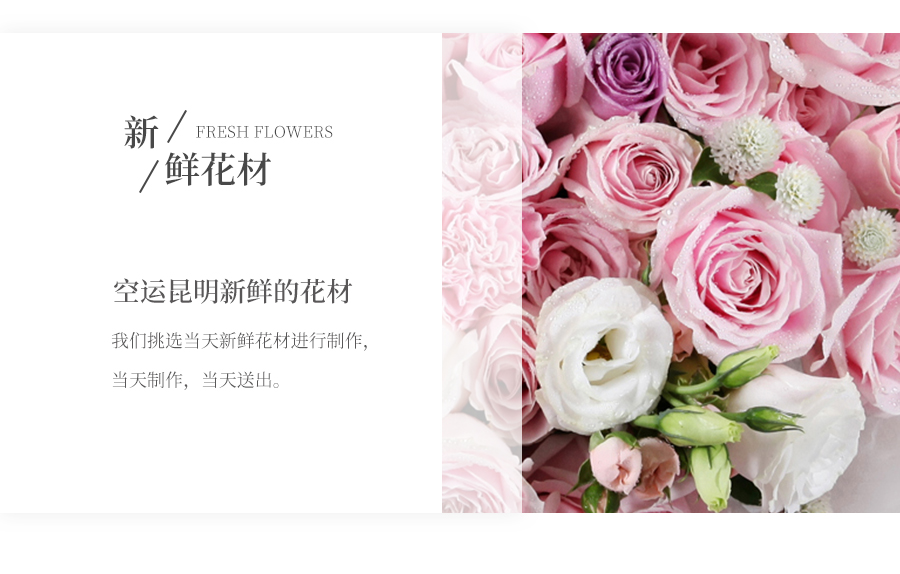 新
FRESH FLOWERS
鲜花材
空运昆明新鲜的花材
我们挑选当天新鲜花材进行制作，
当天制作，当天送出。